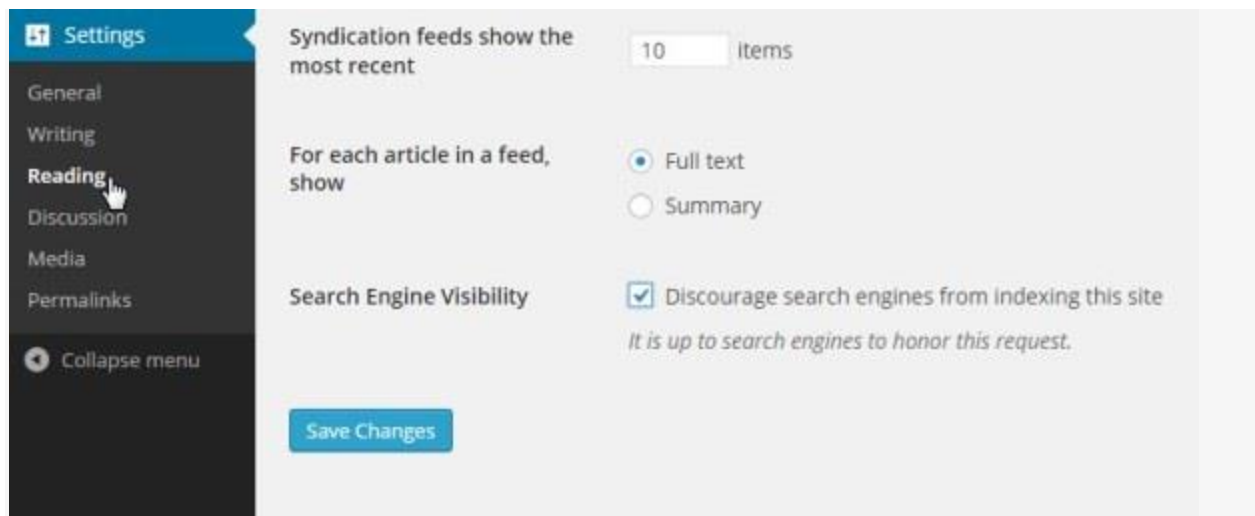 Settings
General
Writing
Reading
Discussion
Media
Permalinks
Collapse menu
Syndication feeds show the
most recent
10 items
For each article in a feed,
show
Full text
Summary
Search Engine Visibility
Discourage search engines from indexing this site
It is up to search engines to honor this request.
Save Changes